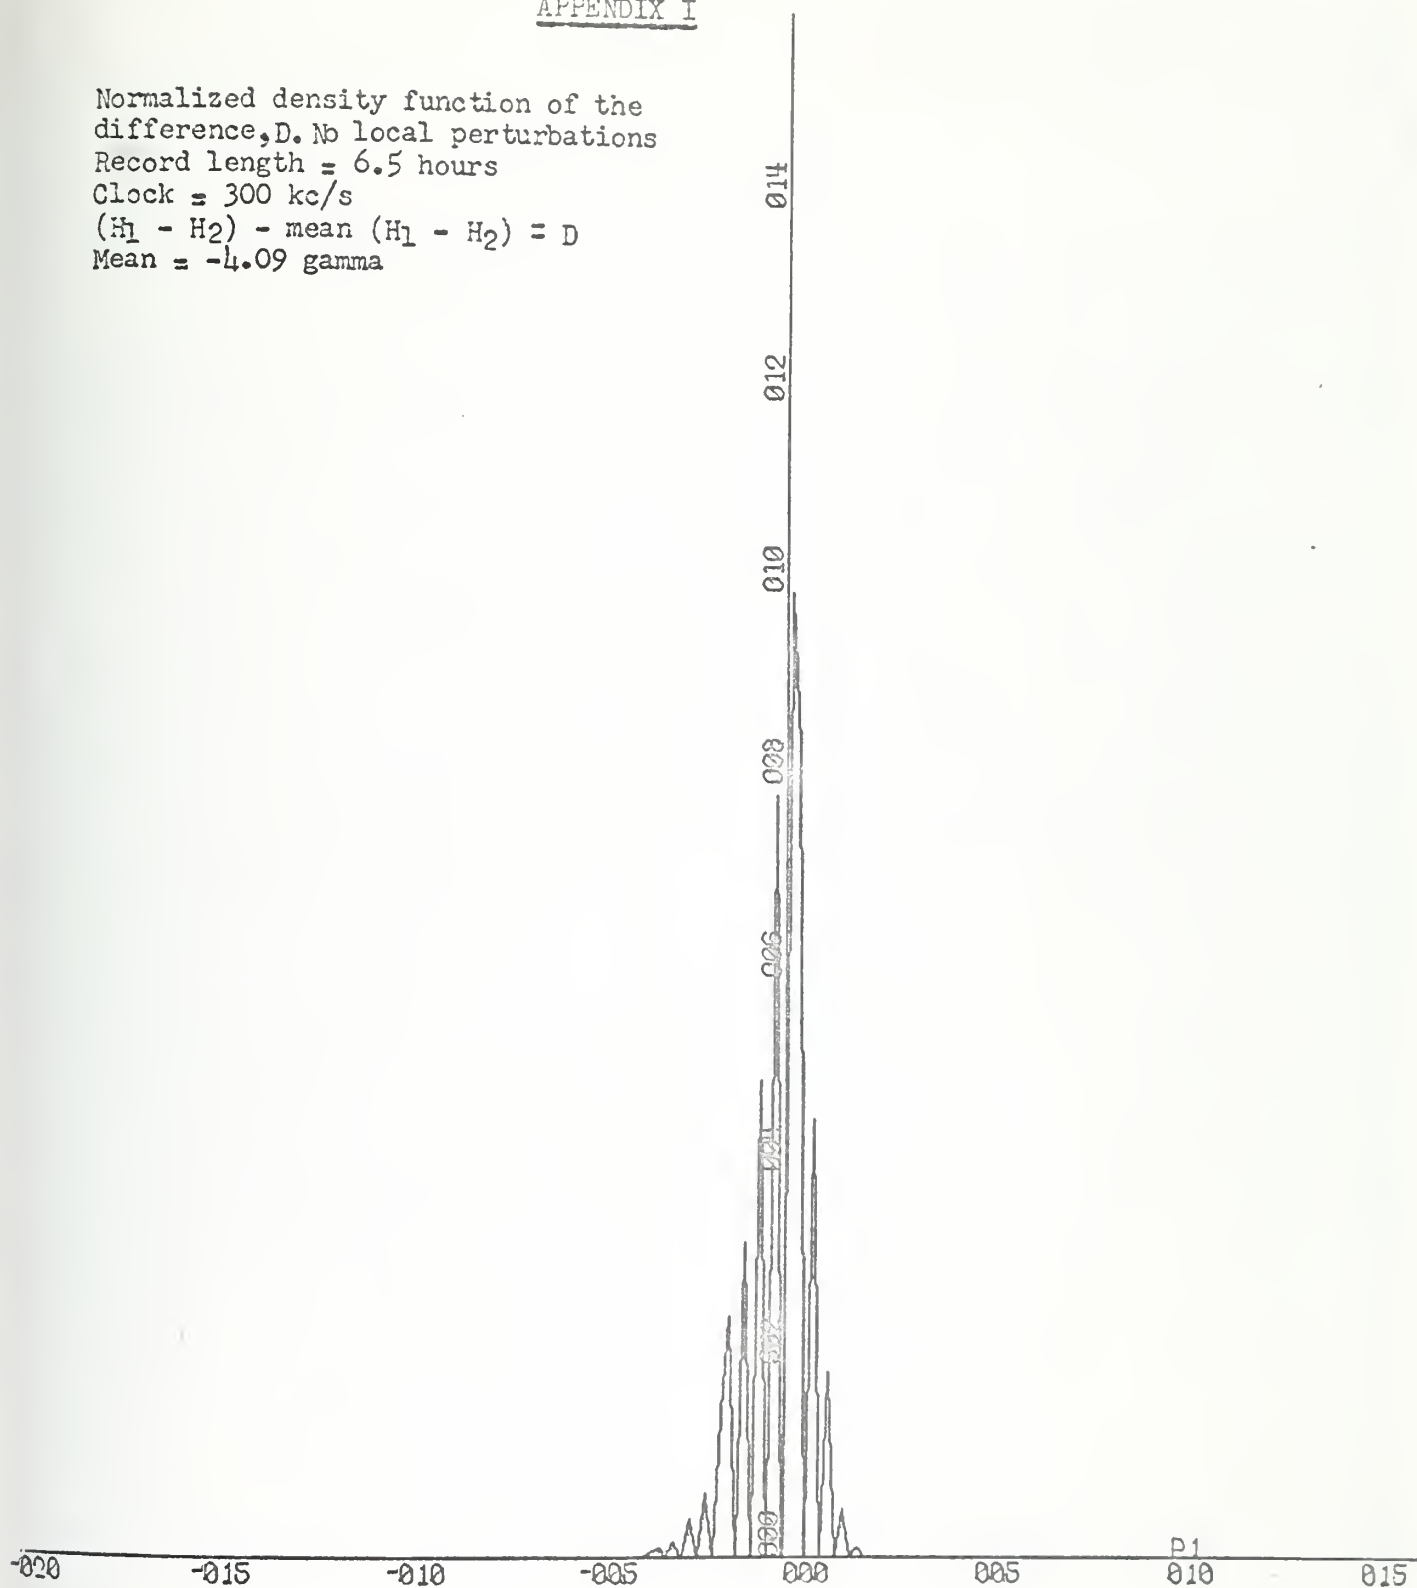 APPENDIX I
Normalized density function of the
difference, D. No local perturbations
Record length = 6.5 hours
Clock = 300 kc/s
(H1 - H2) - mean (H1 - H2) = D
Mean = -4.09 gamma
014
012
010
008
006
004
002
000
P1
-020 -015 -010 -005 000 005 010 015